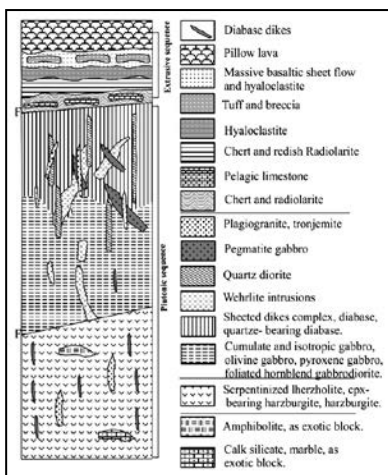 Diabase dikes
Pillow lava
Massive basaltic sheet flow
and hyaloclastite
Tuff and breccia
Hyaloclastite
Chert and redish Radiolarite
Pelagic limestone
Chert and radiolarite
Plagiogranite, tronjemite
Pegmatite gabbro
Quartz diorite
Wehrlite intrusions
Sheeted dikes complex, diabase,
quartze- bearing diabase.
Cumulate and isotropic gabbro,
olivine gabbro, pyroxene gabbro,
foliated hornblend gabbrodiorite.
Serpentinized lherzholite, cpx-
bearing harzburgite, harzburgite.
Amphibolite, as exotic block.
Calk silicate, marble, as
exotic block.
Extrusive sequence
Plutonic sequence
F
F